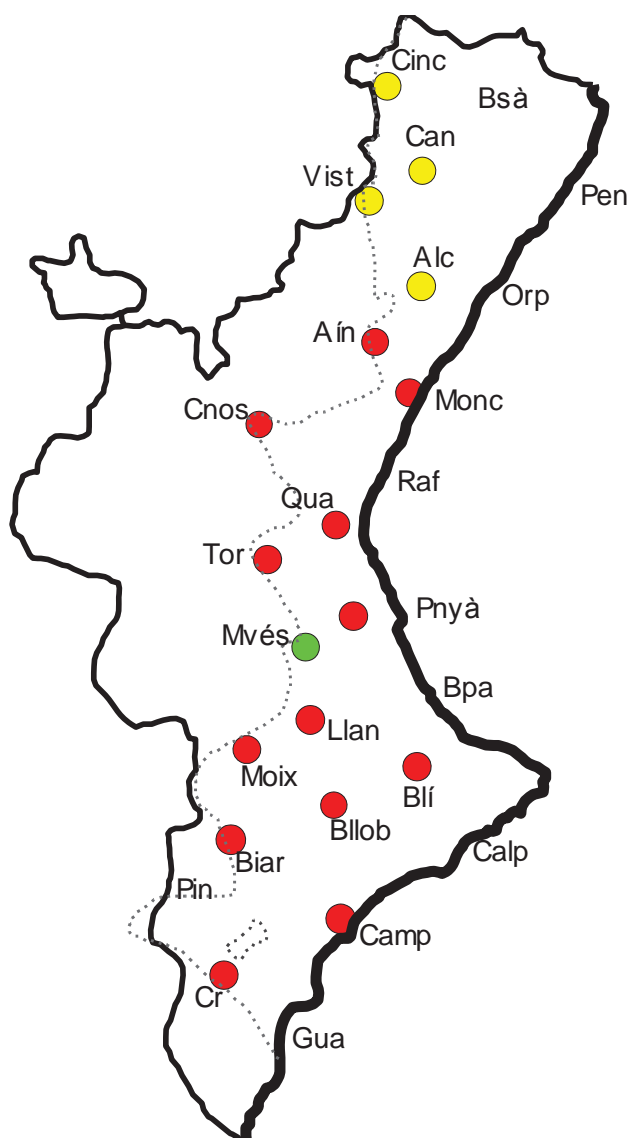 Cinc
Bsà
Can
Vist
Pen
Alc
Orp
Aín
Monc
Cnos
Raf
Qua
Tor
Pnyà
Mvés
Bpa
Llan
Moix
Blí
Bllob
Calp
Biar
Pin
Camp
Cr
Gua